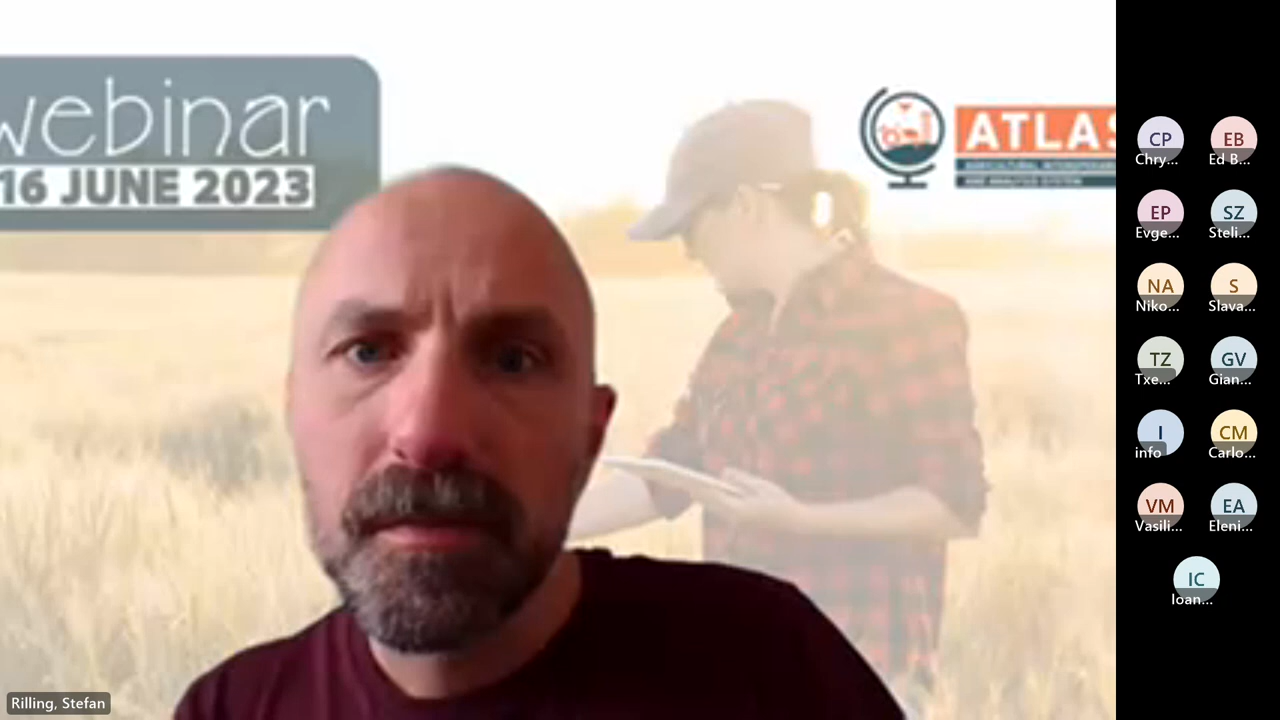 webinar
16 JUNE 2023
ATLAS
CP
Chry...
EB
Ed B...
EP
Evge...
SZ
Steli...
NA
Niko...
S
Slava...
TZ
Txe...
GV
Gian...
I
info
CM
Carlo...
VM
Vasili...
EA
Eleni...
IC
Ioan...
Rilling, Stefan